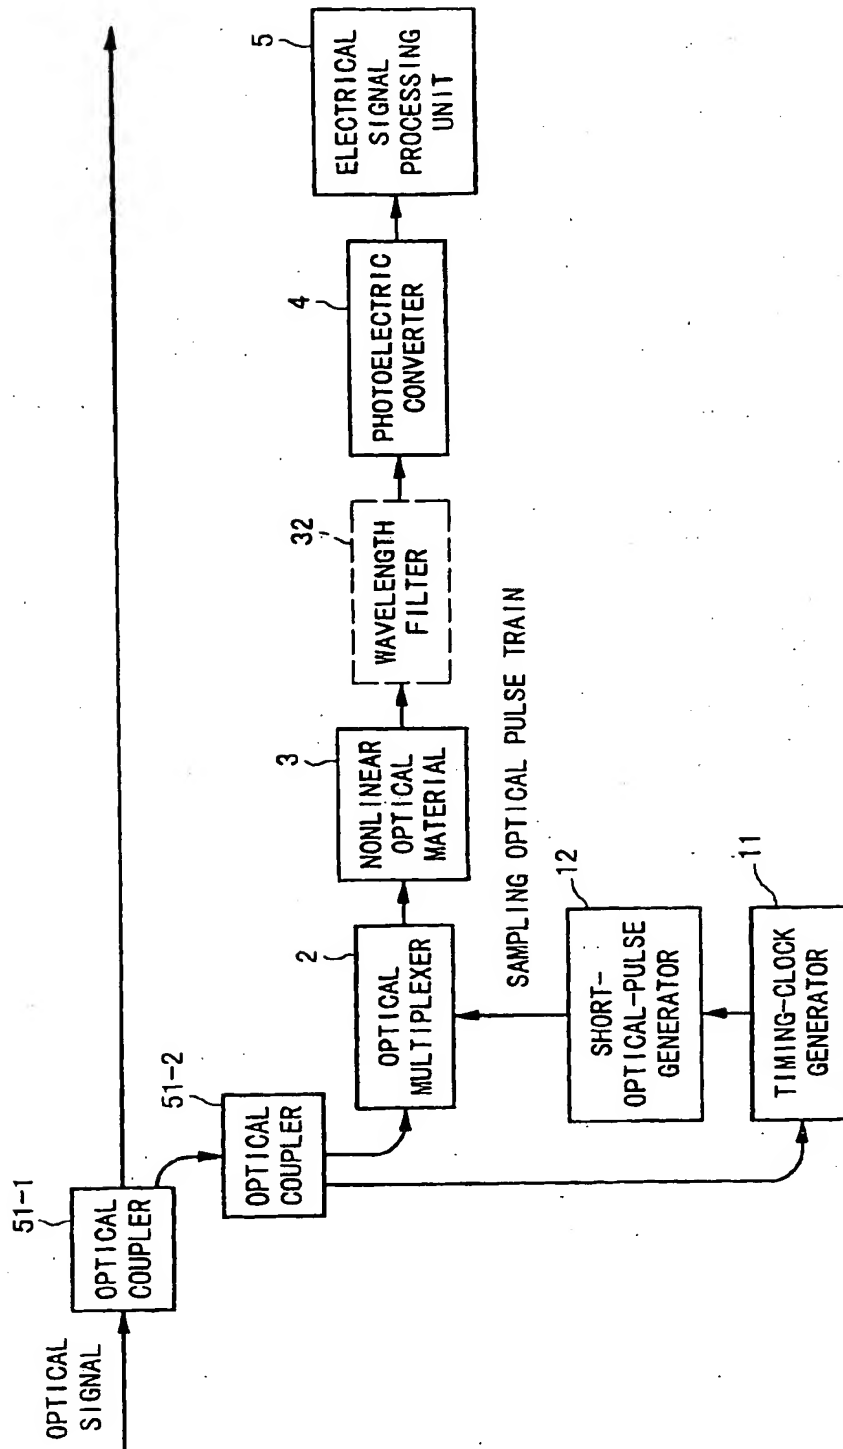 OPTICAL
SIGNAL
51-1
OPTICAL
COUPLER
51-2
OPTICAL
COUPLER
2
OPTICAL
MULTIPLEXER
3
NONLINEAR
OPTICAL
MATERIAL
32
WAVELENGTH
FILTER
4
PHOTOELECTRIC
CONVERTER
5
ELECTRICAL
SIGNAL
PROCESSING
UNIT
SAMPLING OPTICAL PULSE TRAIN
12
SHORT-
OPTICAL-PULSE
GENERATOR
11
TIMING-CLOCK
GENERATOR